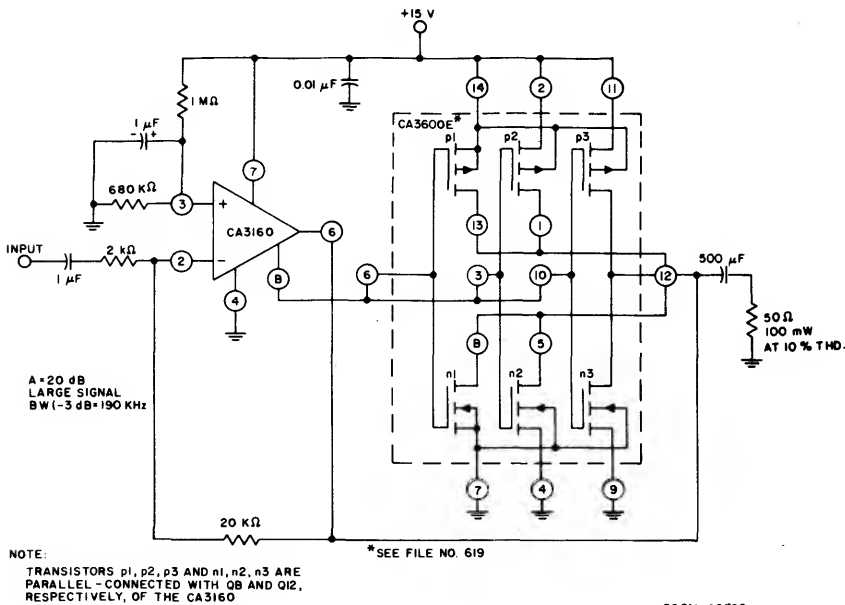 +15 V
0.01 µF
1 MΩ
1 µF
- +
680 KΩ
3
+
7
CA3160
6
INPUT
1 µF
2 kΩ
2
-
B
4
A = 20 dB
LARGE SIGNAL
BW (-3 dB = 190 KHz
CA3600E*
14
2
11
p1
p2
p3
13
1
6
3
10
12
500 µF
50Ω
100 mW
AT 10 % THD.
B
5
n1
n2
n3
7
4
9
20 KΩ
*SEE FILE NO. 619
NOTE:
TRANSISTORS p1, p2, p3 AND n1, n2, n3 ARE
PARALLEL-CONNECTED WITH QB AND Q12,
RESPECTIVELY, OF THE CA3160